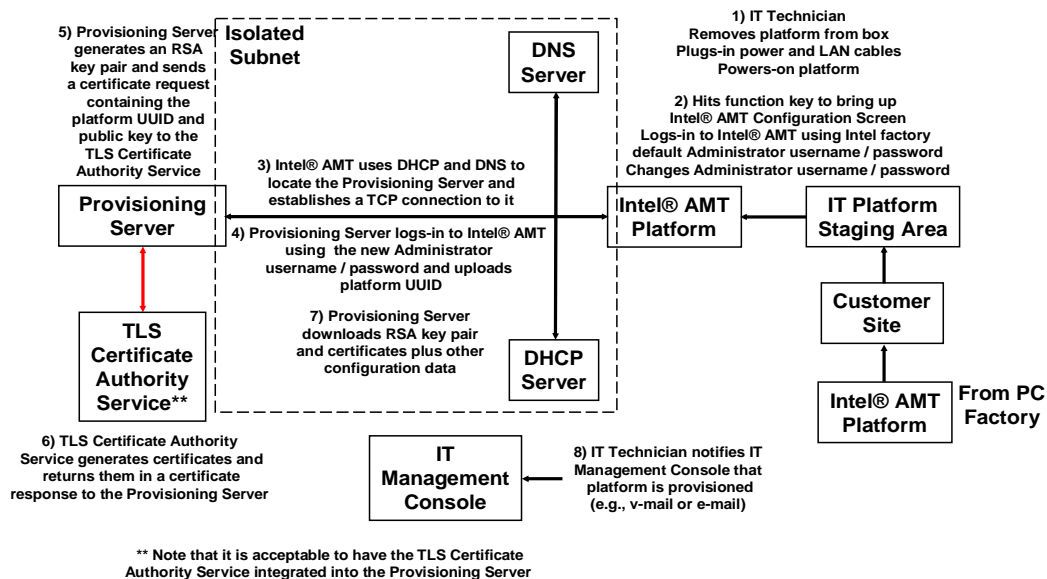 5) Provisioning Server
generates an RSA
key pair and sends
a certificate request
containing the
platform UUID and
public key to the
TLS Certificate
Authority Service
Isolated
Subnet
DNS
Server
1) IT Technician
Removes platform from box
Plugs-in power and LAN cables
Powers-on platform
2) Hits function key to bring up
Intel® AMT Configuration Screen
Logs-in to Intel® AMT using Intel factory
default Administrator username / password
Changes Administrator username / password
3) Intel® AMT uses DHCP and DNS to
locate the Provisioning Server and
establishes a TCP connection to it
Provisioning
Server
Intel® AMT
Platform
IT Platform
Staging Area
4) Provisioning Server logs-in to Intel® AMT
using the new Administrator
username / password and uploads
platform UUID
Customer
Site
7) Provisioning Server
downloads RSA key pair
and certificates plus other
configuration data
TLS
Certificate
Authority
Service**
DHCP
Server
Intel® AMT
Platform
From PC
Factory
6) TLS Certificate Authority
Service generates certificates and
returns them in a certificate
response to the Provisioning Server
IT
Management
Console
8) IT Technician notifies IT
Management Console that
platform is provisioned
(e.g., v-mail or e-mail)
** Note that it is acceptable to have the TLS Certificate
Authority Service integrated into the Provisioning Server